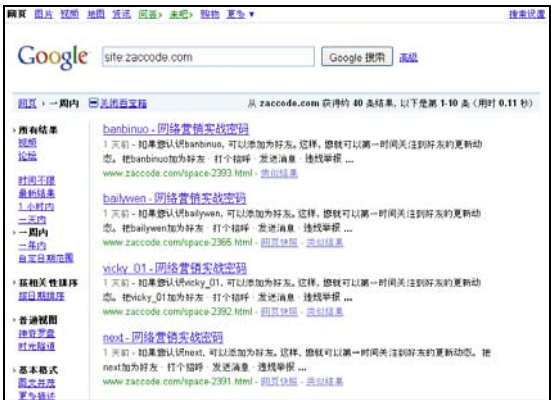 网页 图片 视频 地图 资讯 问答» 来吧» 购物 更多 ▼ 搜索设置
Google site:zaccode.com Google 搜索 高级
网页 › 一周内 关闭百宝箱 从 zaccode.com 获得约 40 条结果，以下是第 1-10 条 (用时 0.11 秒)
› 所有结果
视频
论坛
时间不限
最新结果
1 小时内
一天内
› 一周内
一年内
自定日期范围
› 按相关性排序
按日期排序
› 普通视图
神奇罗盘
时光隧道
› 基本格式
图文并茂
更多描述
banbinuo - 网络营销实战密码
1 天前 - 如果您认识banbinuo, 可以添加为好友。这样, 您就可以第一时间关注到好友的更新动
态。 把banbinuo加为好友 · 打个招呼 · 发送消息 · 违规举报 ...
www.zaccode.com/space-2393.html - 类似结果
bailywen - 网络营销实战密码
1 天前 - 如果您认识bailywen, 可以添加为好友。这样, 您就可以第一时间关注到好友的更新动
态。 把bailywen加为好友 · 打个招呼 · 发送消息 · 违规举报 ...
www.zaccode.com/space-2365.html - 网页快照 - 类似结果
vicky_01 - 网络营销实战密码
1 天前 - 如果您认识vicky_01, 可以添加为好友。这样, 您就可以第一时间关注到好友的更新动
态。 把vicky_01加为好友 · 打个招呼 · 发送消息 · 违规举报 ...
www.zaccode.com/space-2392.html - 网页快照 - 类似结果
next - 网络营销实战密码
1 天前 - 如果您认识next, 可以添加为好友。这样, 您就可以第一时间关注到好友的更新动态。 把
next加为好友 · 打个招呼 · 发送消息 · 违规举报 ...
www.zaccode.com/space-2391.html - 网页快照 - 类似结果